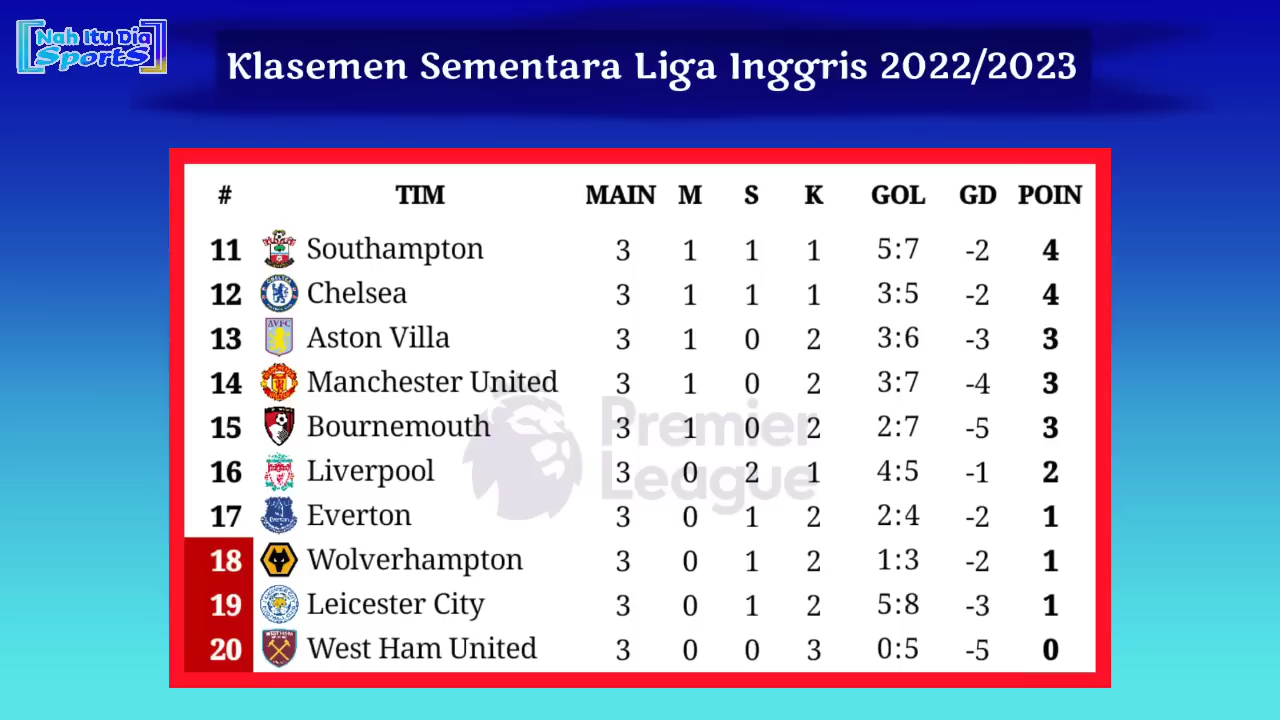 Nah Itu Dia
Sports
Klasemen Sementara Liga Inggris 2022/2023
# TIM MAIN M S K GOL GD POIN
11 Southampton 3 1 1 1 5:7 -2 4
12 Chelsea 3 1 1 1 3:5 -2 4
13 Aston Villa 3 1 0 2 3:6 -3 3
14 Manchester United 3 1 0 2 3:7 -4 3
15 Bournemouth 3 1 0 2 2:7 -5 3
16 Liverpool 3 0 2 1 4:5 -1 2
17 Everton 3 0 1 2 2:4 -2 1
18 Wolverhampton 3 0 1 2 1:3 -2 1
19 Leicester City 3 0 1 2 5:8 -3 1
20 West Ham United 3 0 0 3 0:5 -5 0
Premier
League